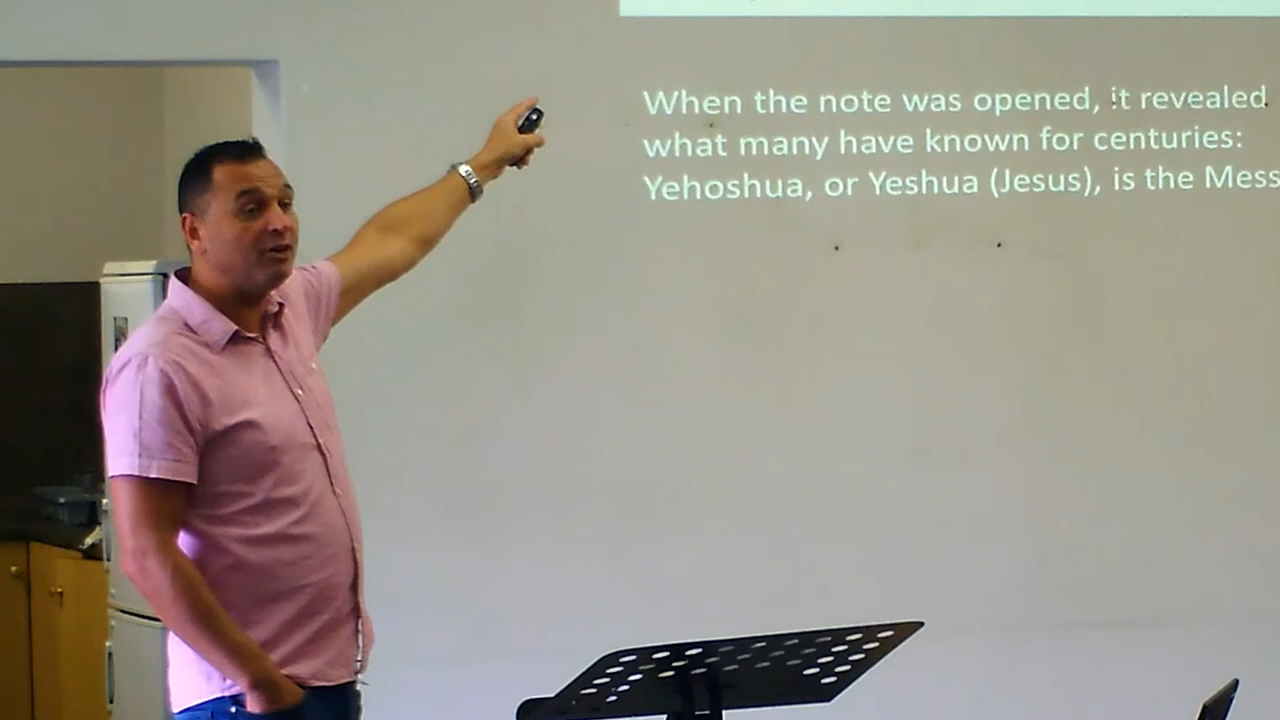 When the note was opened, it revealed
what many have known for centuries:
Yehoshua, or Yeshua (Jesus), is the Mess